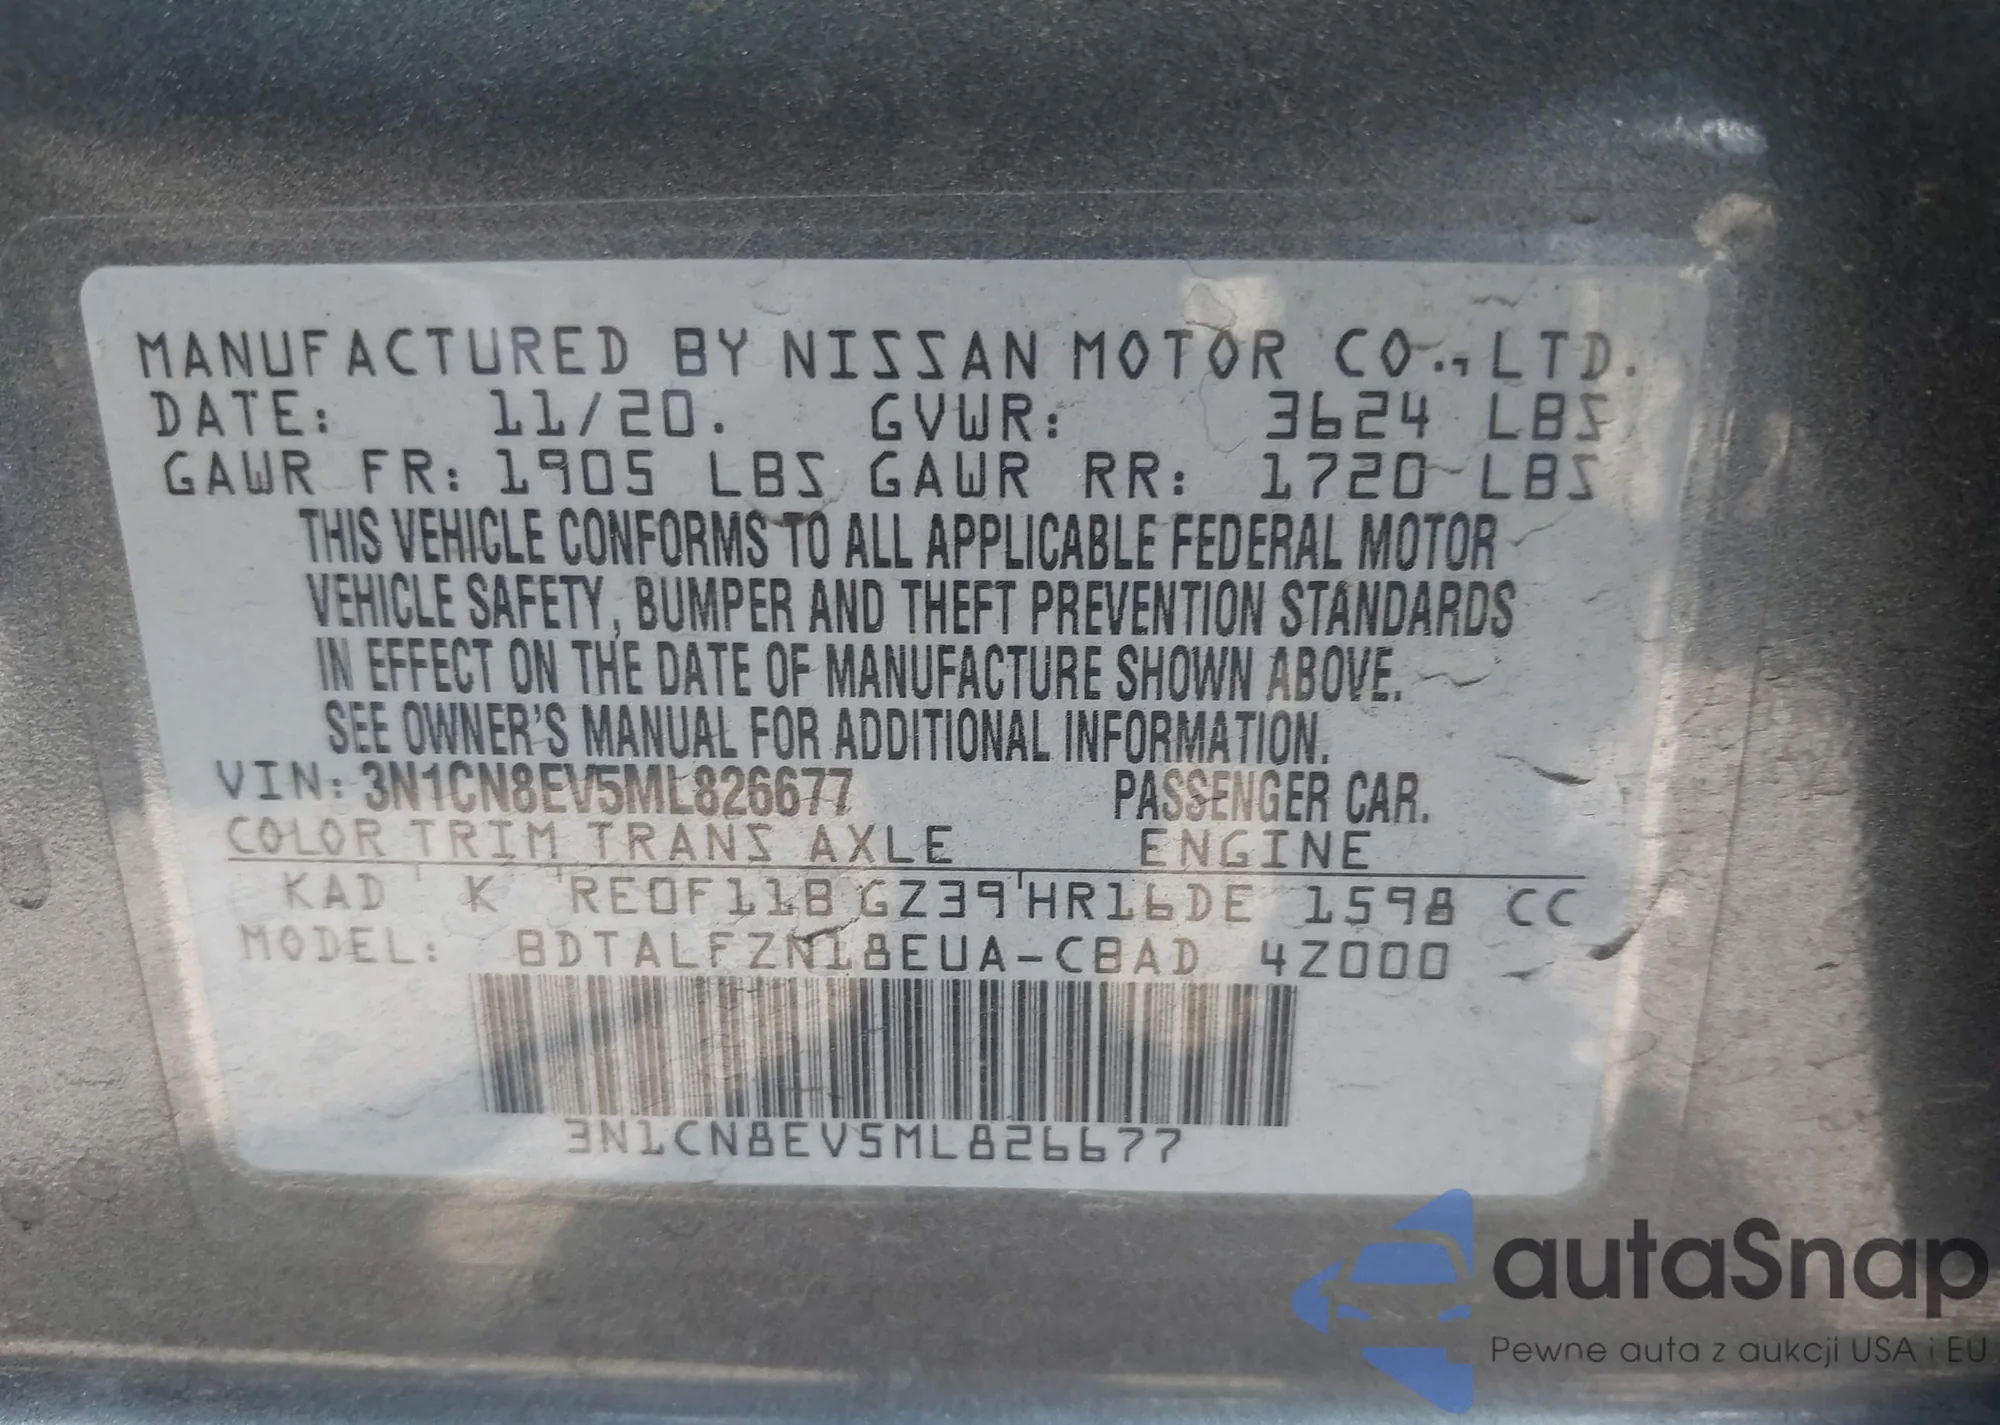 MANUFACTURED BY NISSAN MOTOR CO., LTD.
DATE: 11/20. GVWR: 3624 LBS
GAWR FR: 1905 LBS GAWR RR: 1720 LBS
THIS VEHICLE CONFORMS TO ALL APPLICABLE FEDERAL MOTOR
VEHICLE SAFETY, BUMPER AND THEFT PREVENTION STANDARDS
IN EFFECT ON THE DATE OF MANUFACTURE SHOWN ABOVE.
SEE OWNER'S MANUAL FOR ADDITIONAL INFORMATION.
VIN: 3N1CN8EV5ML826677 PASSENGER CAR.
COLOR TRIM TRANS AXLE ENGINE
KAD K RE0F11B GZ39 HR16DE 1598 CC
MODEL: BDTALFZN18EUA-CBAD 4Z000
3N1CN8EV5ML826677
autaSnap
Pewne auta z aukcji USA i EU